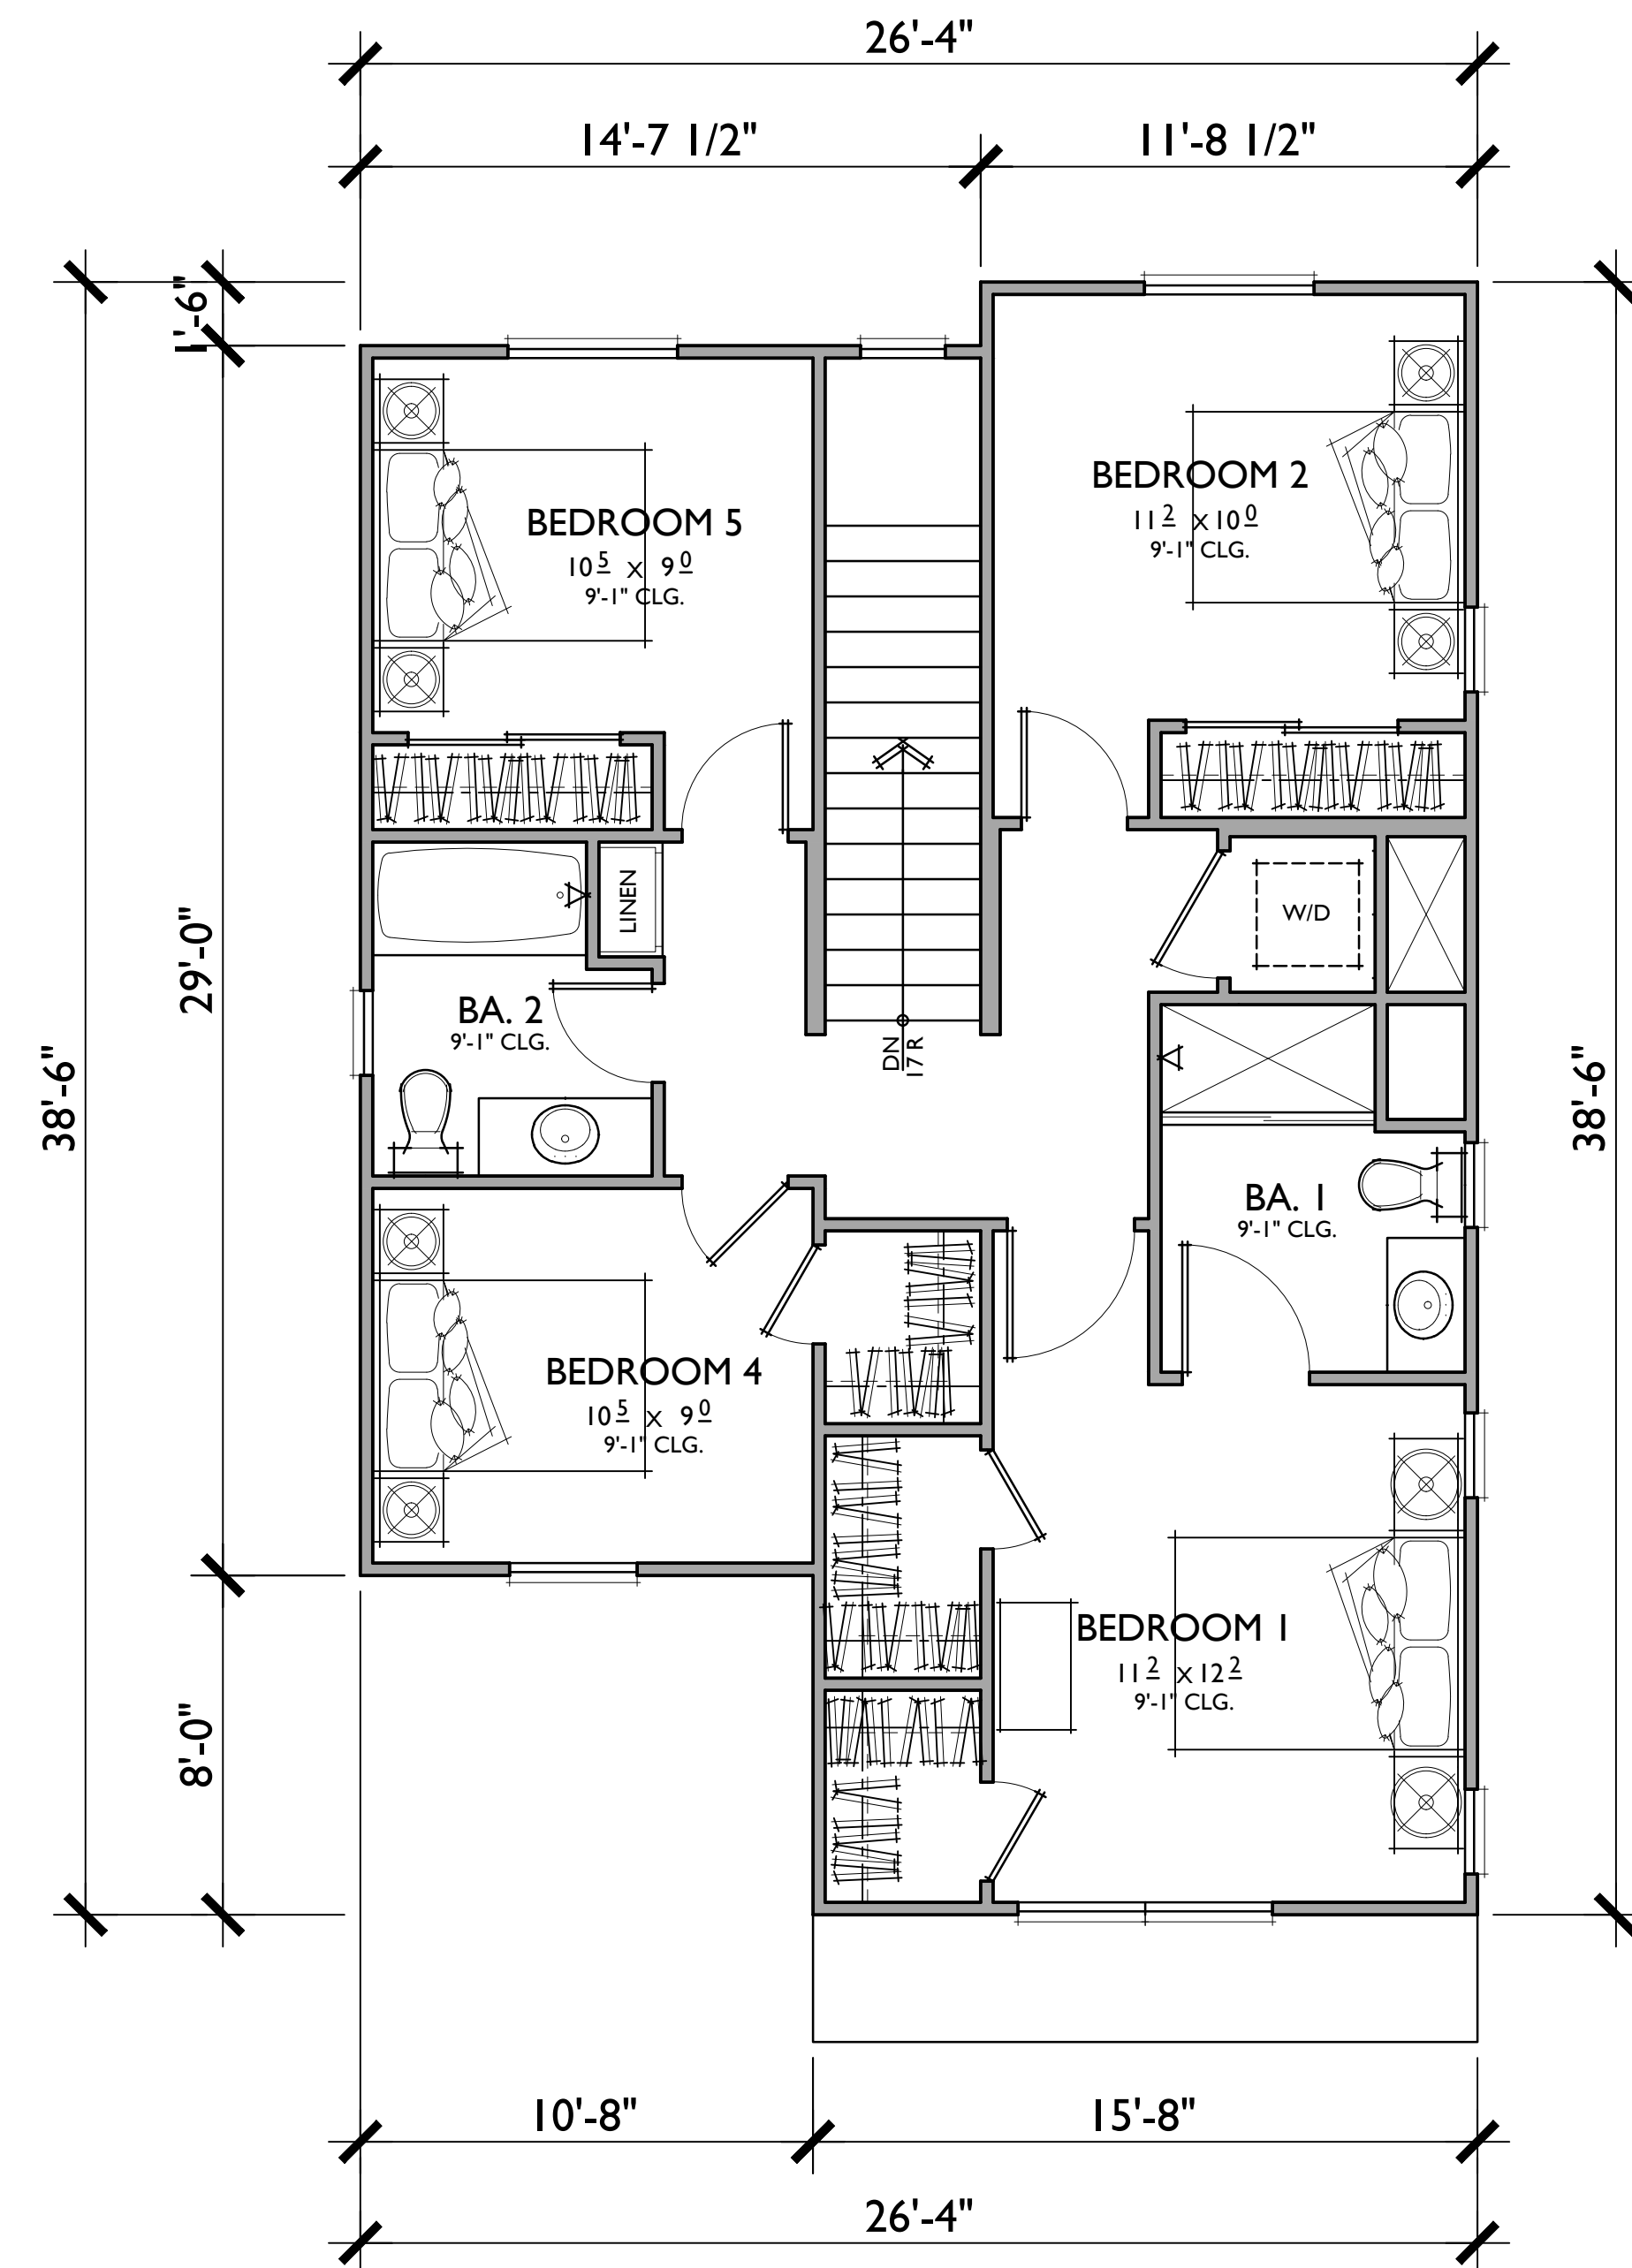 26'-4"
14'-7 1/2"
11'-8 1/2"
1'-6"
BEDROOM 2
11 2 X 10 0
9'-1" CLG.
BEDROOM 5
10 5 X 9 0
9'-1" CLG.
LINEN
W/D
29'-0"
BA. 2
9'-1" CLG.
DN
17 R
38'-6"
38'-6"
BA. 1
9'-1" CLG.
BEDROOM 4
10 5 X 9 0
9'-1" CLG.
BEDROOM 1
11 2 X 12 2
9'-1" CLG.
8'-0"
10'-8"
15'-8"
26'-4"